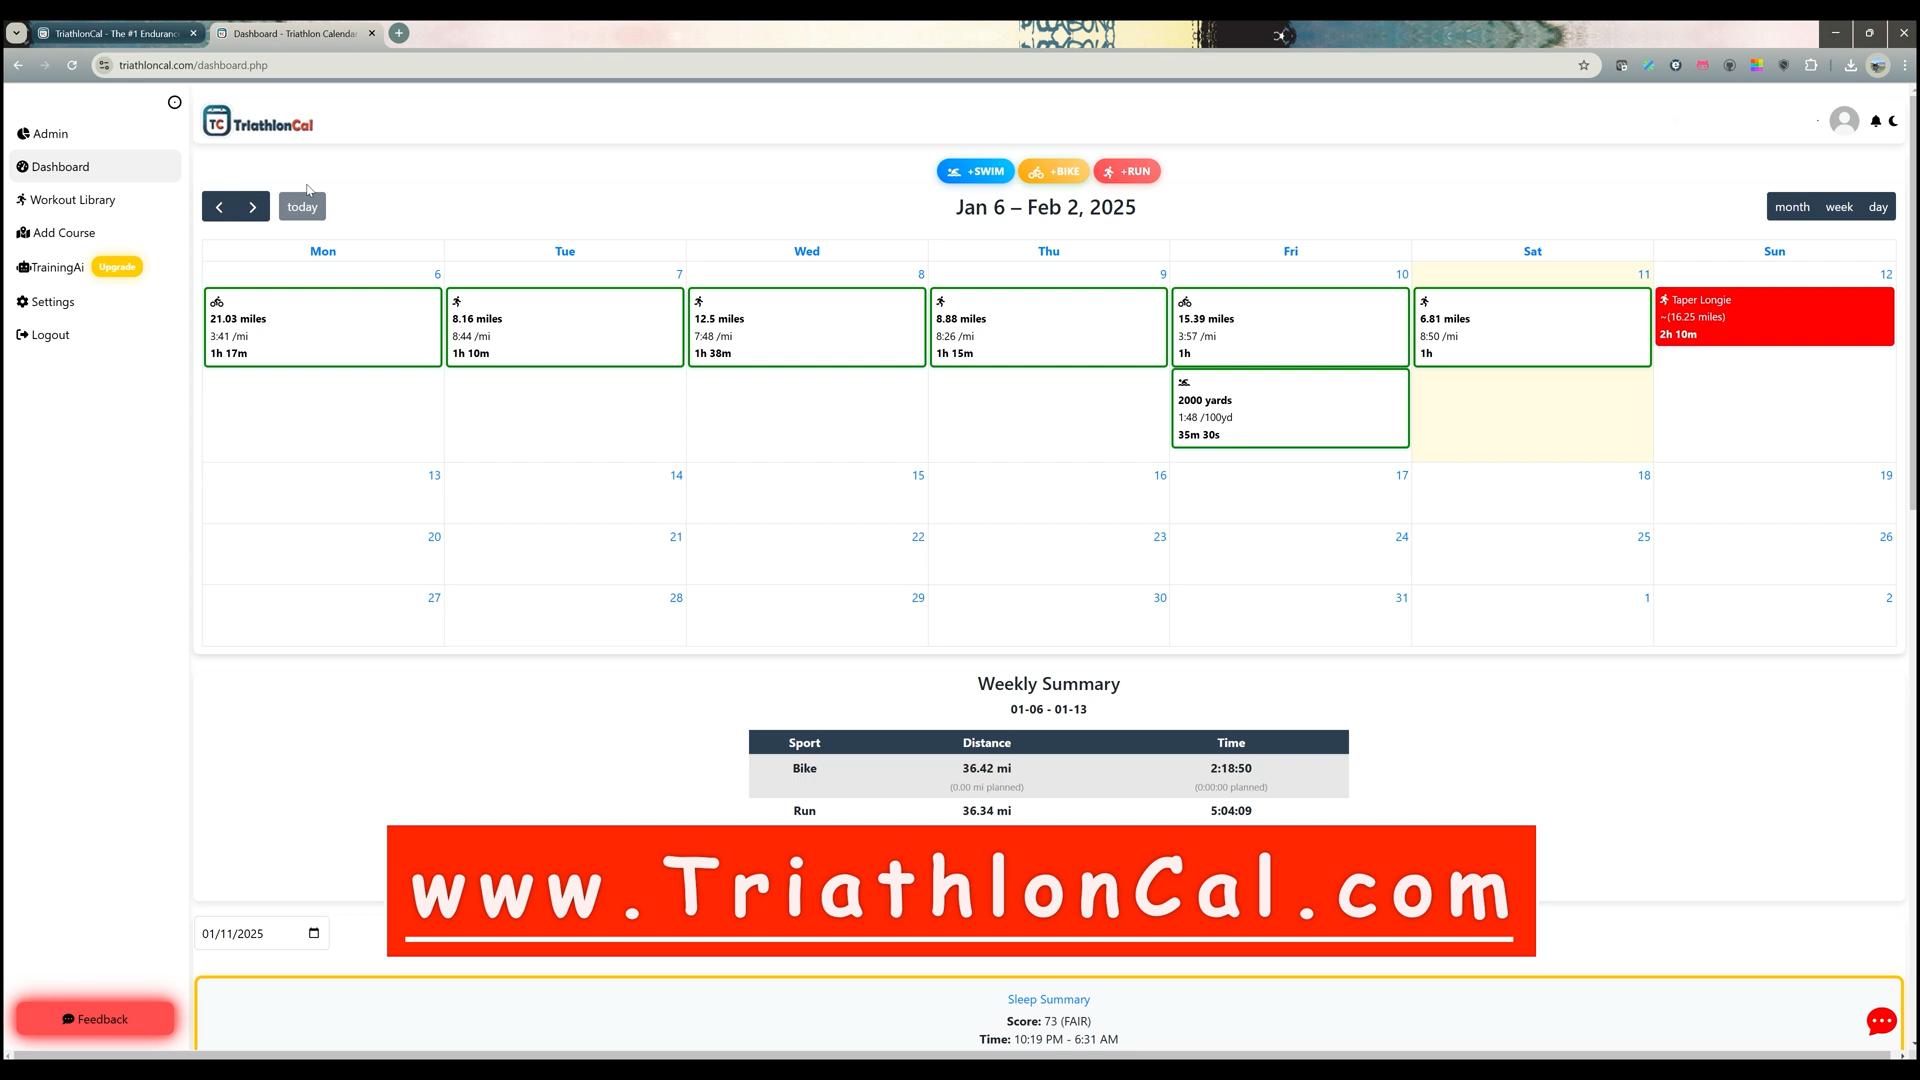 TriathlonCal - The #1 Enduranc
Dashboard - Triathlon Calenda
triathloncal.com/dashboard.php
Admin
Dashboard
Workout Library
Add Course
TrainingAi Upgrade
Settings
Logout
TC TriathlonCal
+SWIM +BIKE +RUN
today
Jan 6 – Feb 2, 2025
month week day
Mon Tue Wed Thu Fri Sat Sun
6 7 8 9 10 11 12
21.03 miles
3:41 /mi
1h 17m
8.16 miles
8:44 /mi
1h 10m
12.5 miles
7:48 /mi
1h 38m
8.88 miles
8:26 /mi
1h 15m
15.39 miles
3:57 /mi
1h
2000 yards
1:48 /100yd
35m 30s
6.81 miles
8:50 /mi
1h
Taper Longie
~(16.25 miles)
2h 10m
13 14 15 16 17 18 19
20 21 22 23 24 25 26
27 28 29 30 31 1 2
Weekly Summary
01-06 - 01-13
Sport Distance Time
Bike 36.42 mi 2:18:50
(0.00 mi planned) (0:00:00 planned)
Run 36.34 mi 5:04:09
www.TriathlonCal.com
01/11/2025
Sleep Summary
Score: 73 (FAIR)
Time: 10:19 PM - 6:31 AM
Feedback